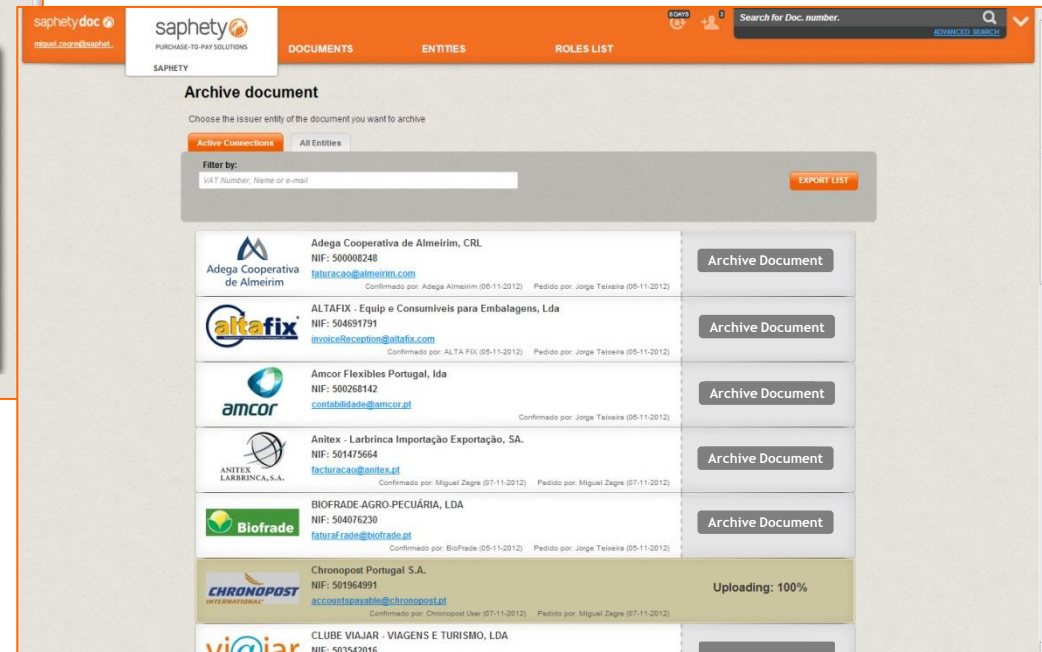 saphetydoc
miguel.zegre@saphet..
saphety
PURCHASE-TO-PAY SOLUTIONS
SAPHETY
DOCUMENTS
ENTITIES
ROLES LIST
8 DAYS
3
Search for Doc. number.
ADVANCED SEARCH
Archive document
Choose the issuer entity of the document you want to archive
Active Connections
All Entities
Filter by:
VAT Number, Name or e-mail
EXPORT LIST
Adega Cooperativa
de Almeirim
Adega Cooperativa de Almeirim, CRL
NIF: 500008248
faturacao@almeirim.com
Confirmado por: Adega Almeirim (06-11-2012) Pedido por: Jorge Teixeira (06-11-2012)
Archive Document
altafix
ALTAFIX - Equip e Consumiveis para Embalagens, Lda
NIF: 504691791
invoiceReception@altafix.com
Confirmado por: ALTA FIX (05-11-2012) Pedido por: Jorge Teixeira (05-11-2012)
Archive Document
amcor
Amcor Flexibles Portugal, lda
NIF: 500268142
contabilidade@amcor.pt
Confirmado por: Jorge Teixeira (06-11-2012)
Archive Document
ANITEX
LARBRINCA, S.A.
Anitex - Larbrinca Importação Exportação, SA.
NIF: 501475664
facturacao@anitex.pt
Confirmado por: Miguel Zegre (07-11-2012) Pedido por: Miguel Zegre (07-11-2012)
Archive Document
Biofrade
BIOFRADE-AGRO-PECUÁRIA, LDA
NIF: 504076230
faturaFrade@biofrade.pt
Confirmado por: BioFrade (05-11-2012) Pedido por: Jorge Teixeira (05-11-2012)
Archive Document
CHRONOPOST
INTERNATIONAL
Chronopost Portugal S.A.
NIF: 501964991
accountspayable@chronopost.pt
Confirmado por: Chronopost User (07-11-2012) Pedido por: Miguel Zegre (07-11-2012)
Uploading: 100%
vi@jar
CLUBE VIAJAR - VIAGENS E TURISMO, LDA
NIF: 503542016